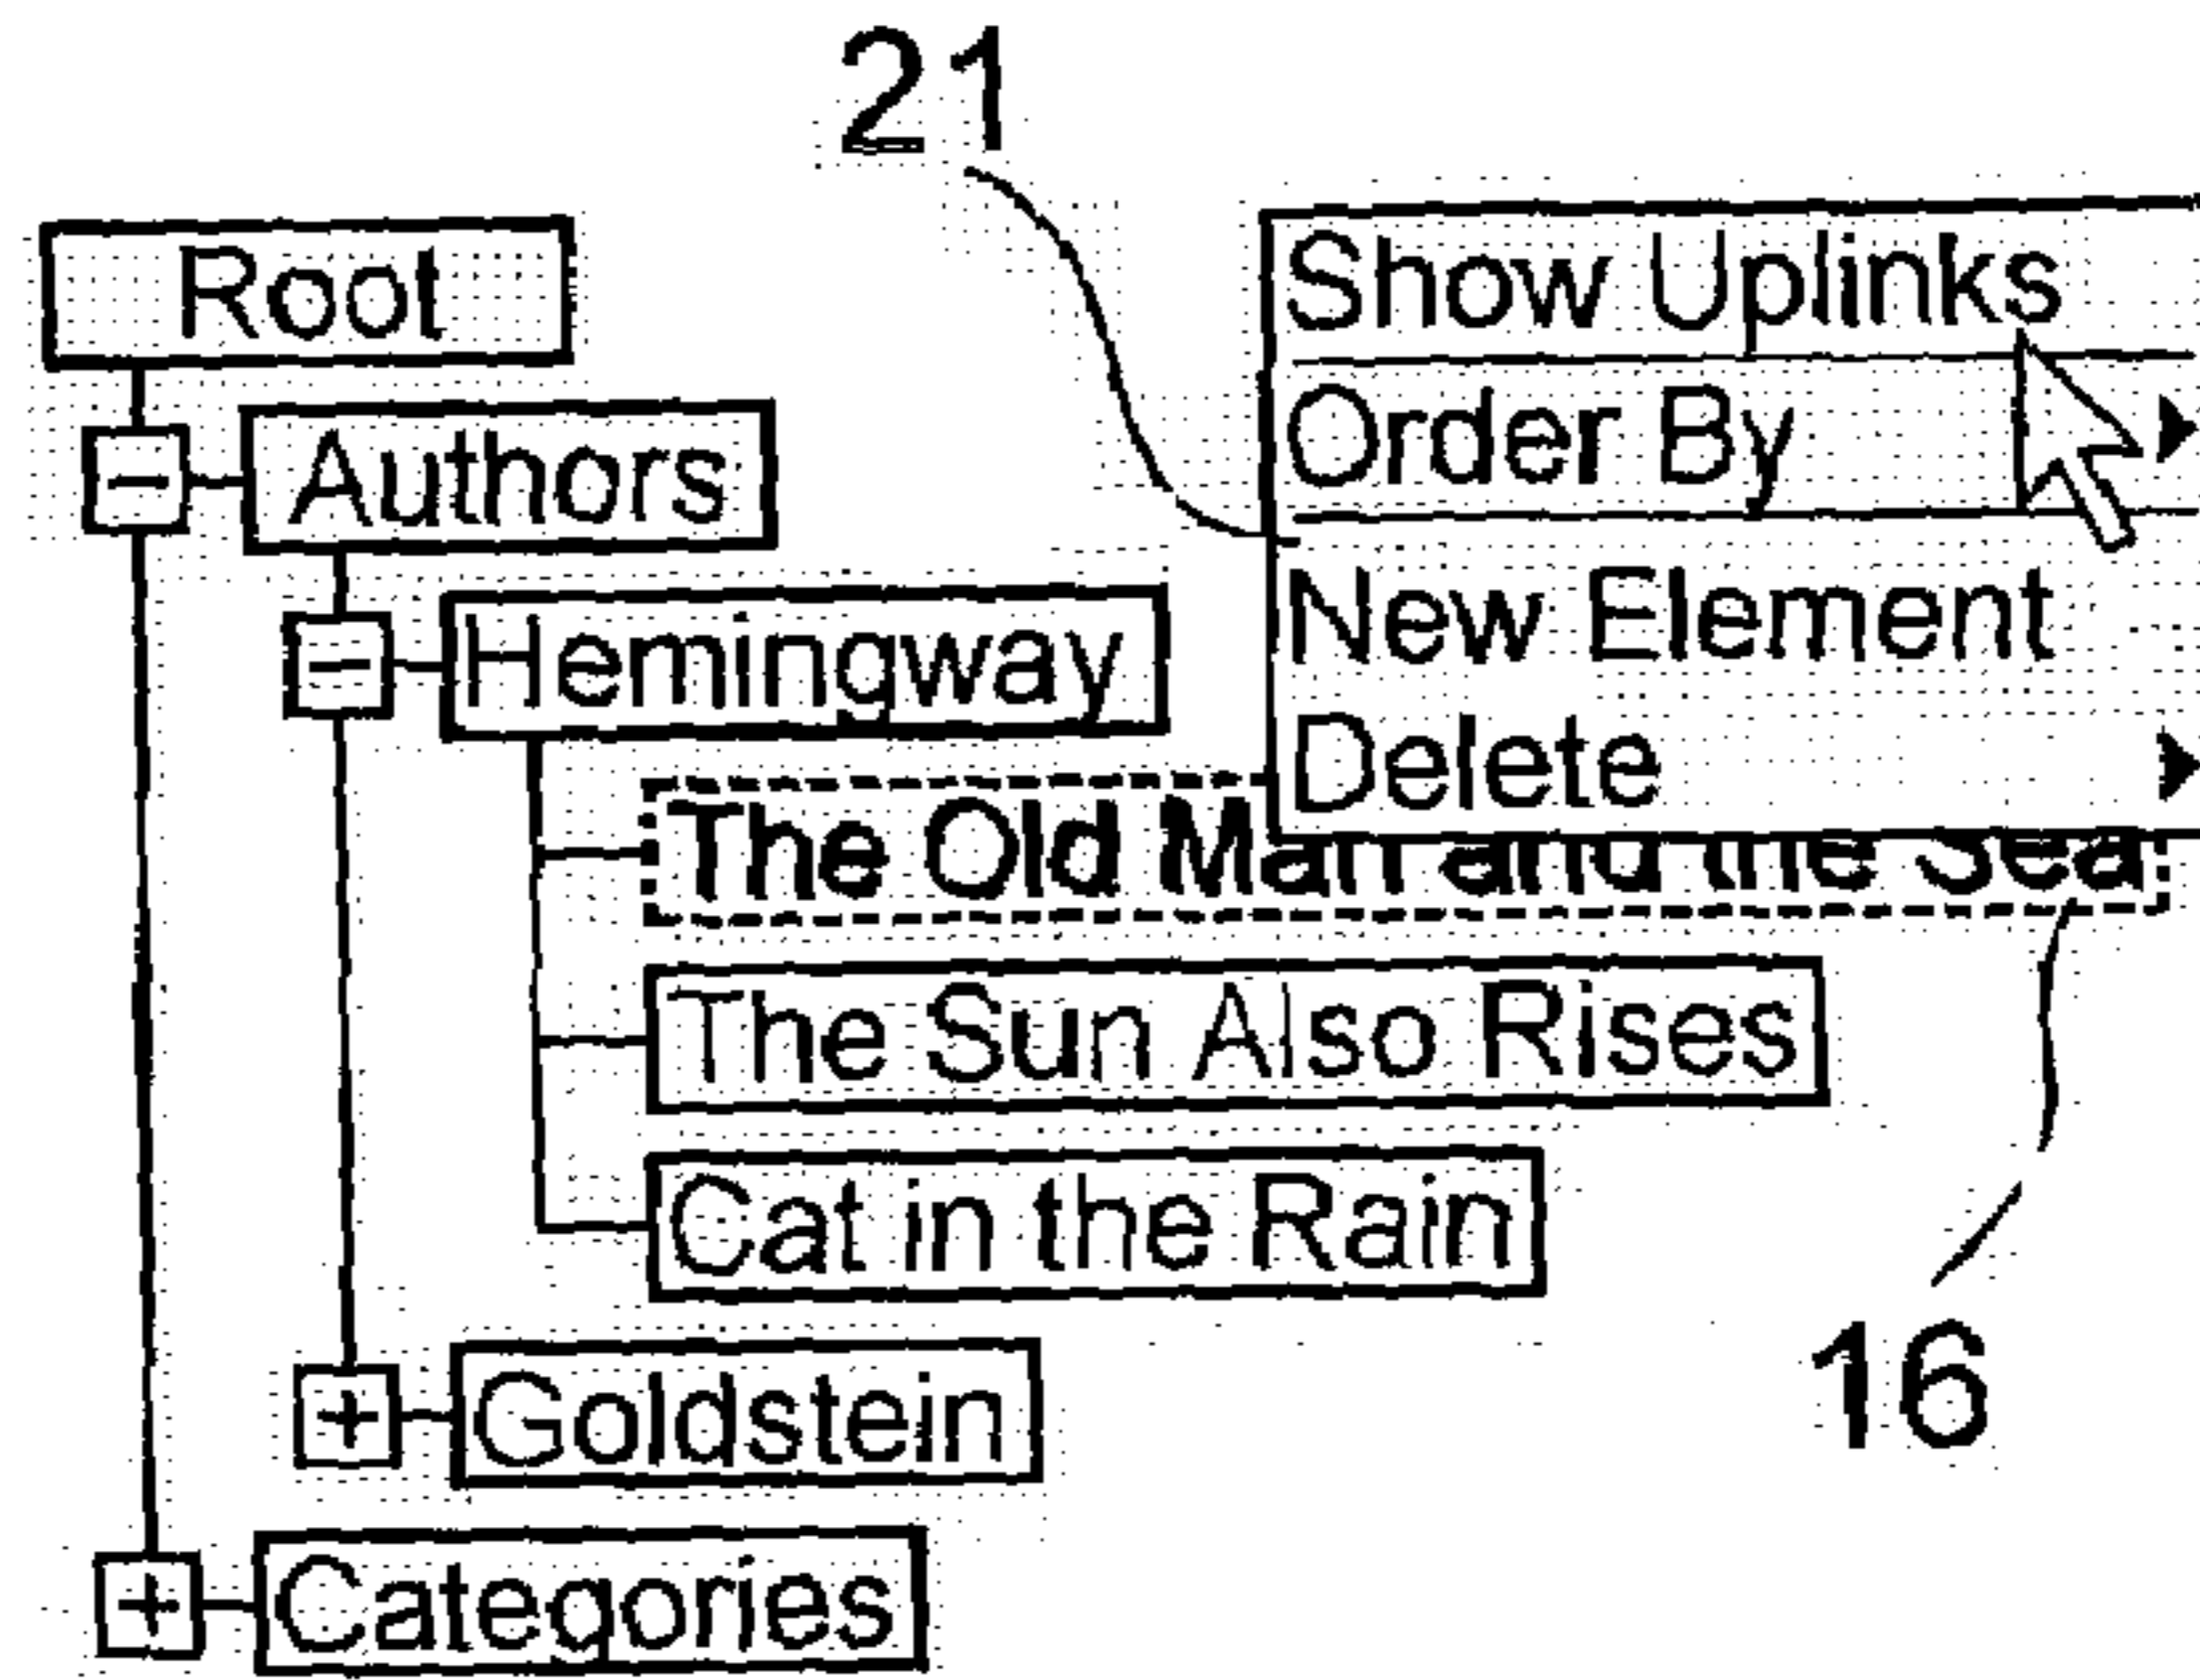 21
Root
Authors
Hemingway
The Old Man and the Sea
The Sun Also Rises
Cat in the Rain
Goldstein
Categories
Show Uplinks
Order By
New Element
Delete
16